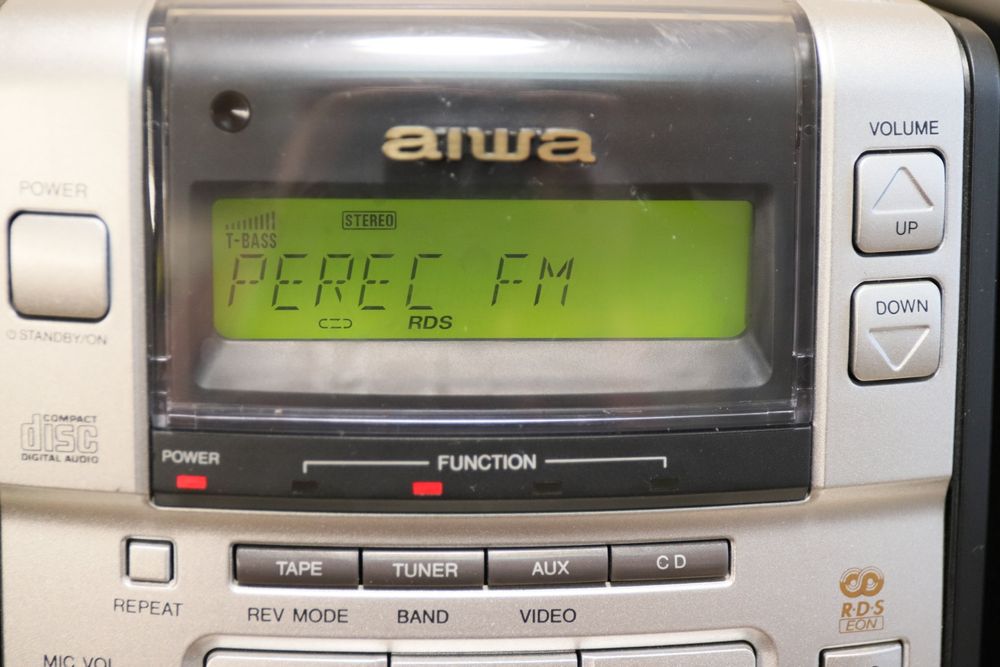 aiwa
VOLUME
POWER
UP
STEREO
T-BASS
PEREC FM
RDS
DOWN
STANDBY/ON
COMPACT
disc
DIGITAL AUDIO
POWER
FUNCTION
TAPE TUNER AUX CD
REPEAT
REV MODE BAND VIDEO
R·D·S
EON
MIC VOL